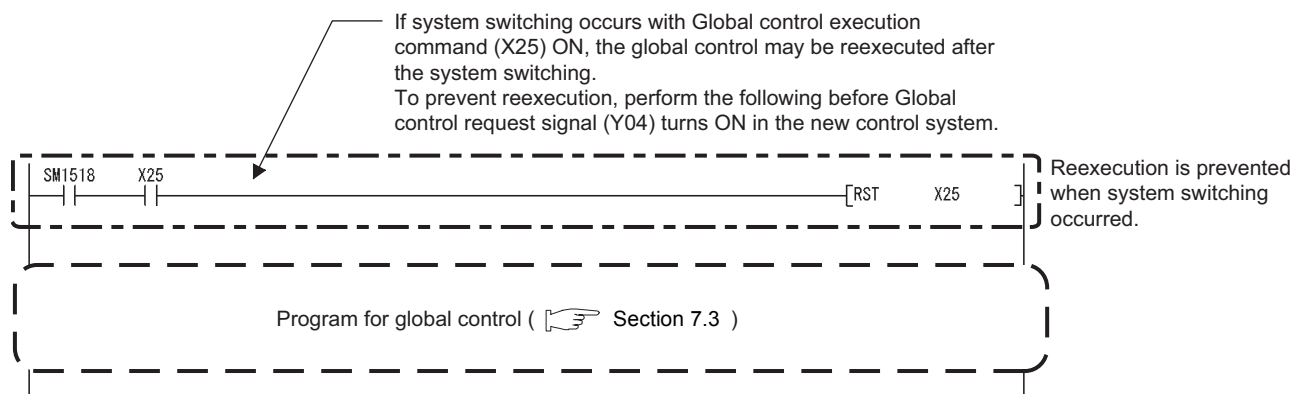 If system switching occurs with Global control execution
command (X25) ON, the global control may be reexecuted after
the system switching.
To prevent reexecution, perform the following before Global
control request signal (Y04) turns ON in the new control system.
SM1518 X25
[RST X25 ]
Reexecution is prevented
when system switching
occurred.
Program for global control ( Section 7.3 )